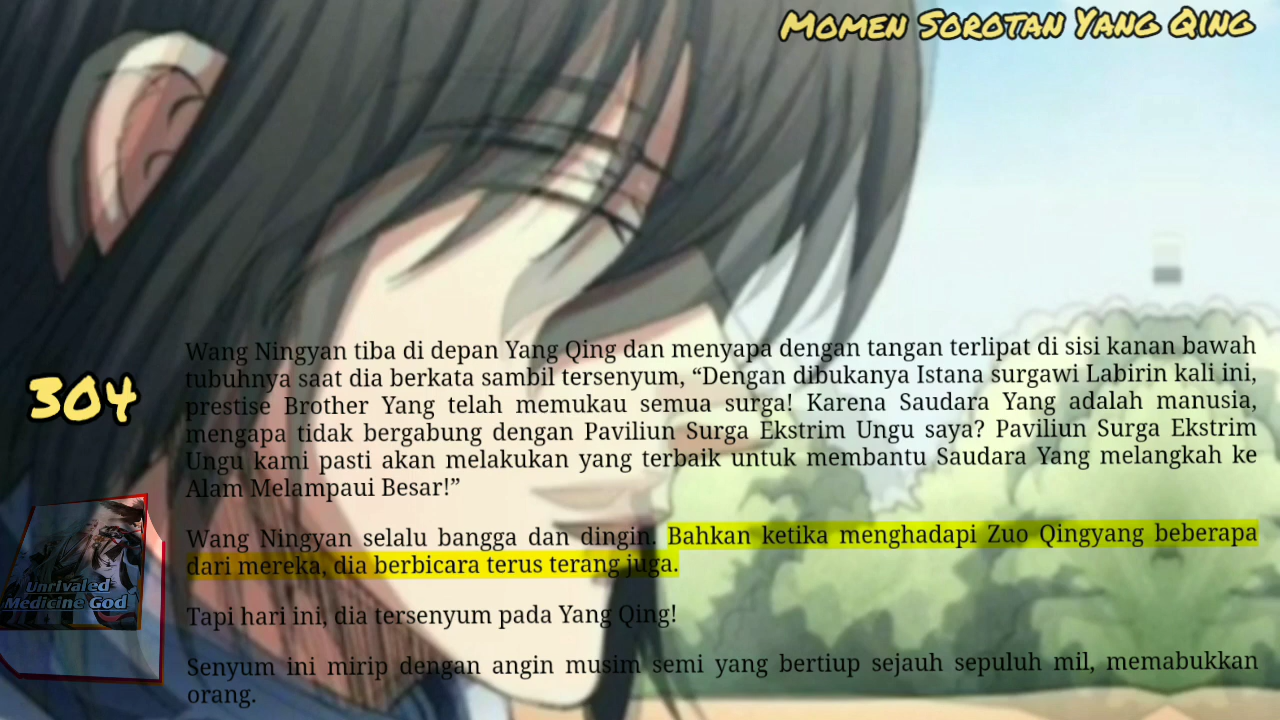 Momen Sorotan Yang Qing
Wang Ningyan tiba di depan Yang Qing dan menyapa dengan tangan terlipat di sisi kanan bawah
tubuhnya saat dia berkata sambil tersenyum, “Dengan dibukanya Istana surgawi Labirin kali ini,
prestise Brother Yang telah memukau semua surga! Karena Saudara Yang adalah manusia,
mengapa tidak bergabung dengan Paviliun Surga Ekstrim Ungu saya? Paviliun Surga Ekstrim
Ungu kami pasti akan melakukan yang terbaik untuk membantu Saudara Yang melangkah ke
Alam Melampaui Besar!”
304
Wang Ningyan selalu bangga dan dingin. Bahkan ketika menghadapi Zuo Qingyang beberapa
dari mereka, dia berbicara terus terang juga.
Tapi hari ini, dia tersenyum pada Yang Qing!
Senyum ini mirip dengan angin musim semi yang bertiup sejauh sepuluh mil, memabukkan
orang.
Unrivaled
Medicine God